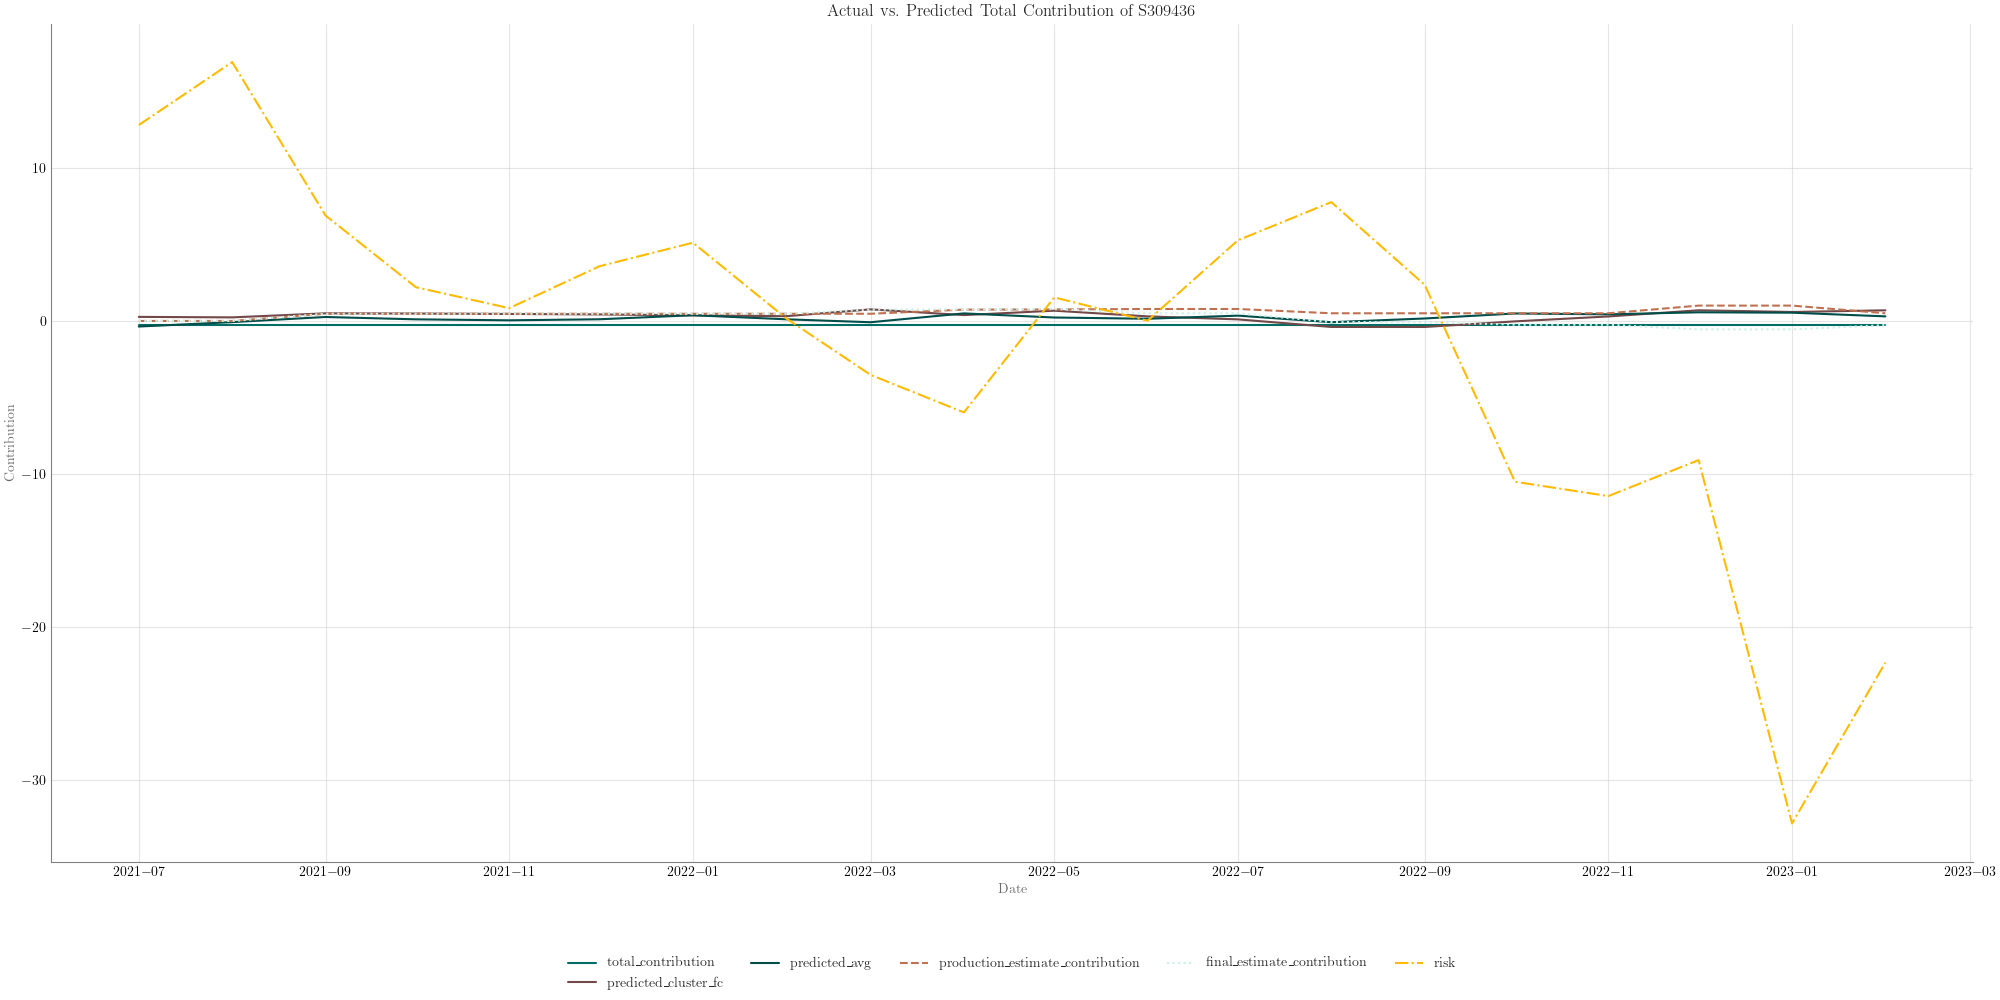 Actual vs. Predicted Total Contribution of S309436
10
0
−10
−20
−30
Contribution
2021−07 2021−09 2021−11 2022−01 2022−03 2022−05 2022−07 2022−09 2022−11 2023−01 2023−03
Date
total_contribution predicted_avg production_estimate_contribution final_estimate_contribution risk
predicted_cluster_fc